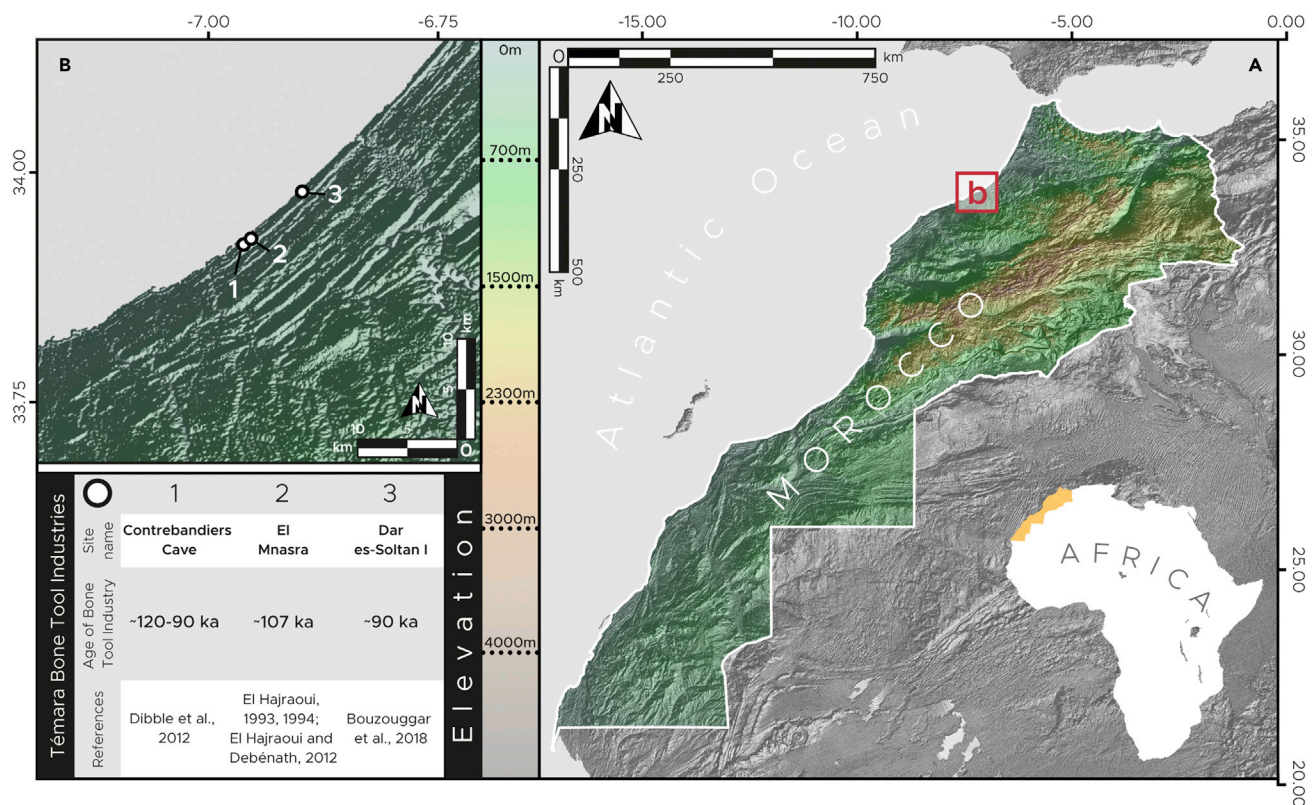 -7.00
-6.75
-15.00
-10.00
-5.00
0.00
B
34.00
33.75
1
2
3
N
km
10
5
0
10
5
km
0m
700m
1500m
2300m
3000m
4000m
Elevation
A
0
250
750
km
250
500
km
N
Atlantic Ocean
b
MOROCCO
AFRICA
35.00
30.00
25.00
20.00
Témara Bone Tool Industries
Site
name
1
2
3
Contrebandiers
Cave
El
Mnasra
Dar
es-Soltan I
Age of Bone
Tool Industry
~120-90 ka
~107 ka
~90 ka
References
Dibble et al.,
2012
El Hajraoui,
1993, 1994;
El Hajraoui and
Debénath, 2012
Bouzouggar
et al., 2018